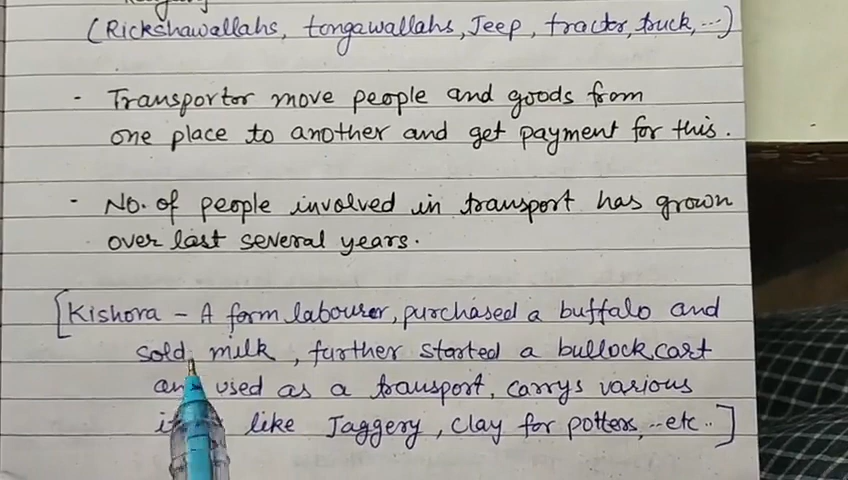 (Rickshawallahs, tongawallahs, Jeep, tractor, truck, ...)
- Transportor move people and goods from
one place to another and get payment for this.
- No. of people involved in transport has grown
over last several years.
[Kishora - A form labourer, purchased a buffalo and
sold milk, further started a bullock cart
used as a transport, carrys various
like Jaggery, clay for potters, ..etc..]